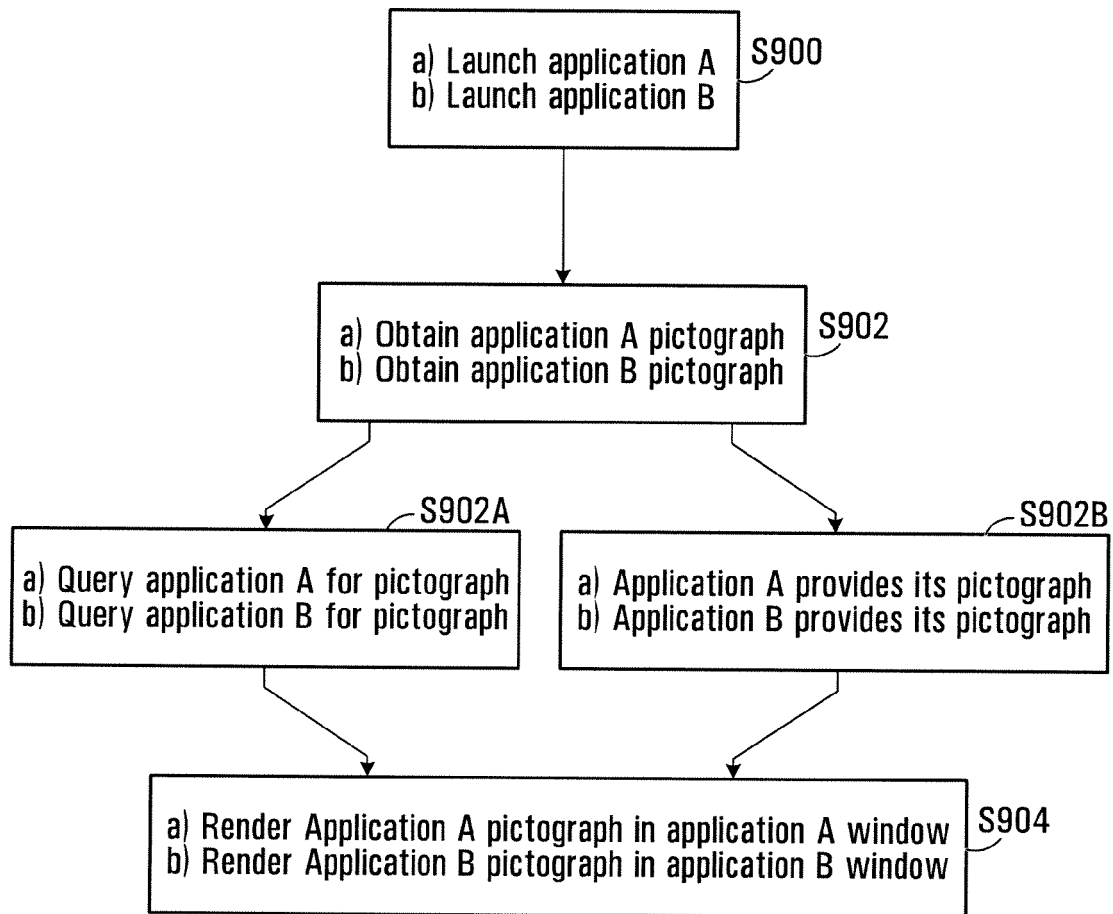 a) Launch application A
b) Launch application B
S900
a) Obtain application A pictograph
b) Obtain application B pictograph
S902
S902A
a) Query application A for pictograph
b) Query application B for pictograph
S902B
a) Application A provides its pictograph
b) Application B provides its pictograph
a) Render Application A pictograph in application A window
b) Render Application B pictograph in application B window
S904